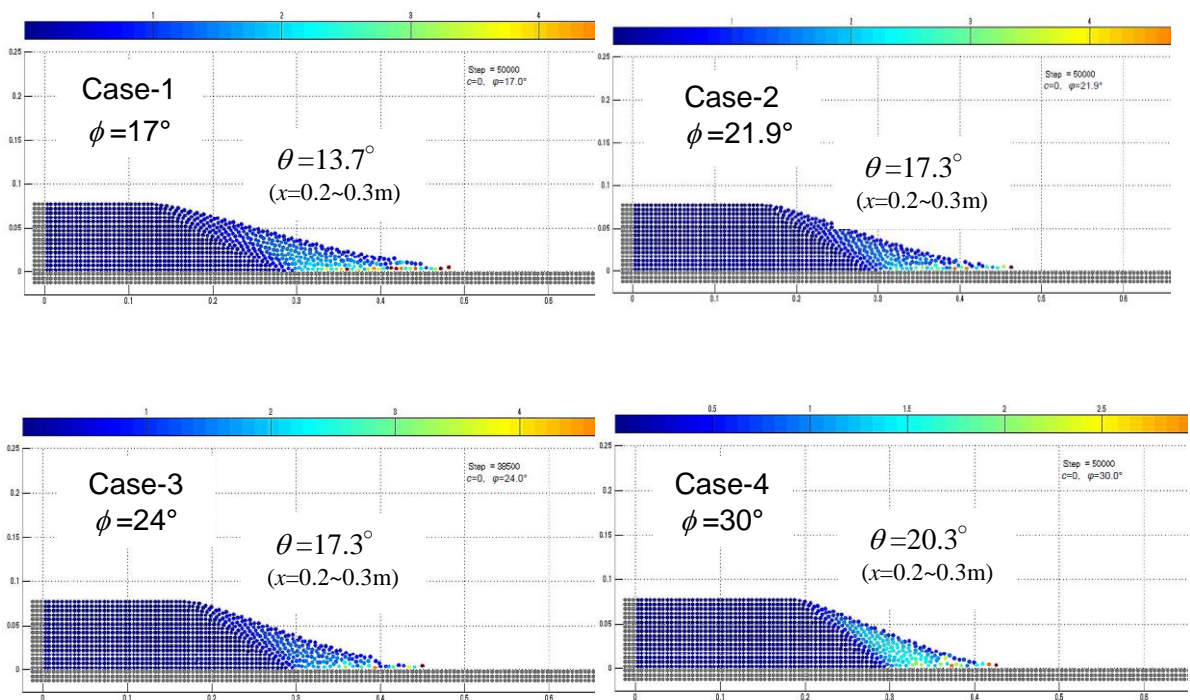 1 2 3 4
Step = 50000
c=0, φ=17.0°
Case-1
ϕ=17°
θ=13.7°
(x=0.2~0.3m)
0.25
0.2
0.15
0.1
0.05
0
0 0.1 0.2 0.3 0.4 0.5 0.6
1 2 3 4
Step = 50000
c=0, φ=21.9°
Case-2
ϕ=21.9°
θ=17.3°
(x=0.2~0.3m)
0.25
0.2
0.15
0.1
0.05
0
0 0.1 0.2 0.3 0.4 0.5 0.6
1 2 3 4
Step = 38500
c=0, φ=24.0°
Case-3
ϕ=24°
θ=17.3°
(x=0.2~0.3m)
0.25
0.2
0.15
0.1
0.05
0
0 0.1 0.2 0.3 0.4 0.5 0.6
0.5 1 1.5 2 2.5
Step = 50000
c=0, φ=30.0°
Case-4
ϕ=30°
θ=20.3°
(x=0.2~0.3m)
0.25
0.2
0.15
0.1
0.05
0
0 0.1 0.2 0.3 0.4 0.5 0.6